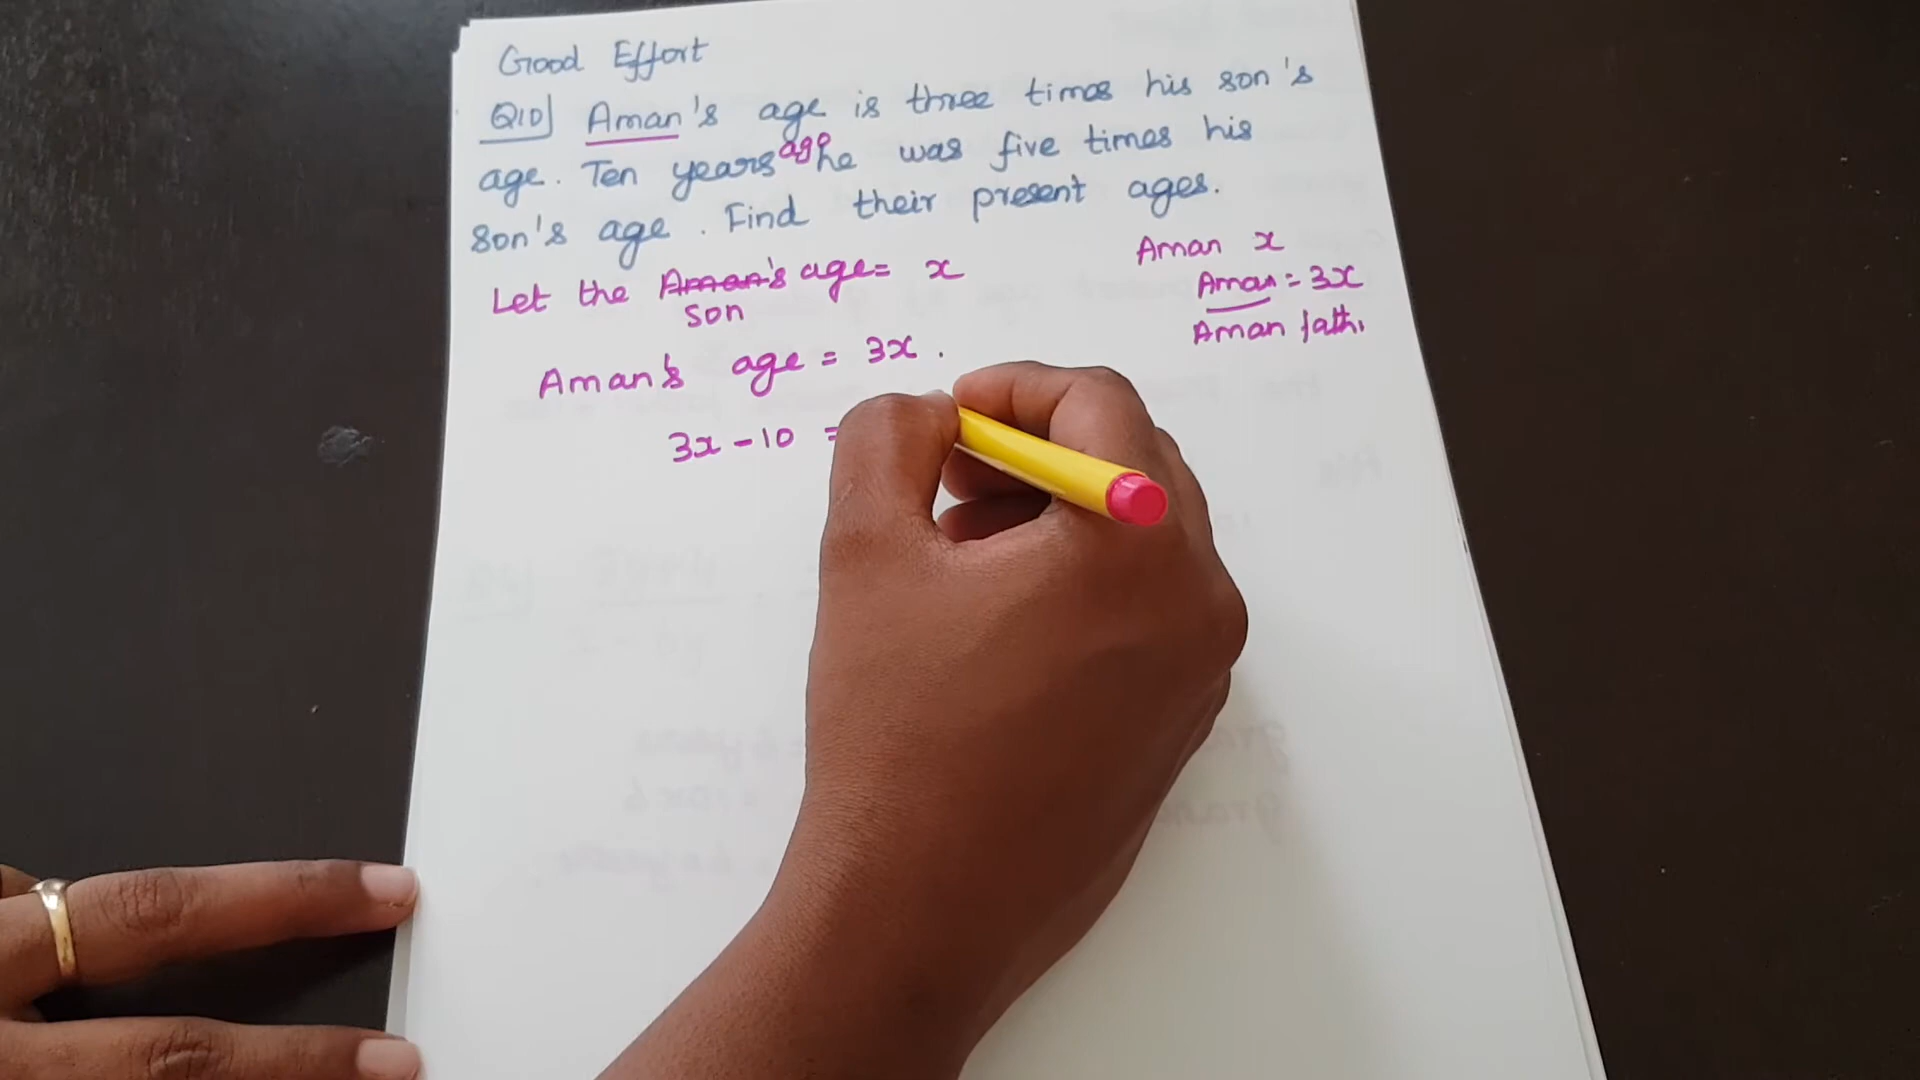 Good Effort
Q10] Aman's age is three times his son's
age. Ten years ago he was five times his
son's age. Find their present ages.
Let the Aman's age = x
son
Aman x
Aman = 3x
Aman fath
Aman's age = 3x.
3x - 10 =